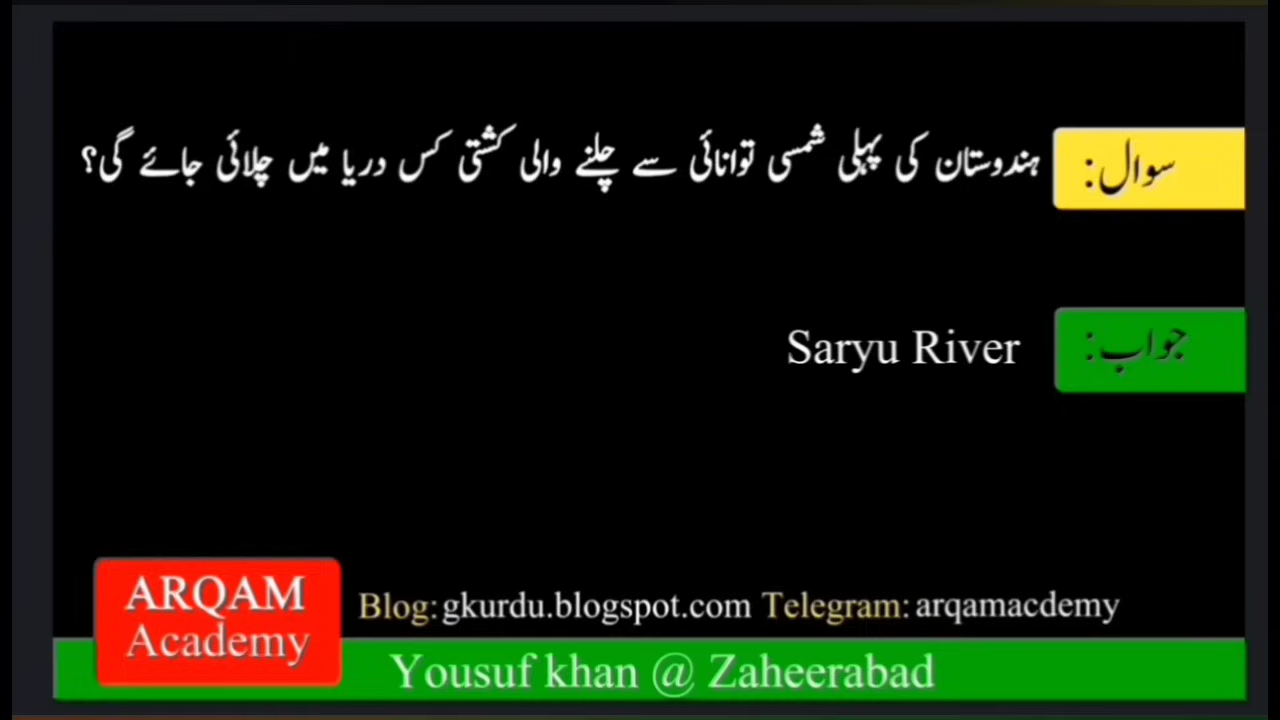 سوال: ہندوستان کی پہلی شمسی توانائی سے چلنے والی کشتی کس دریا میں چلائی جائے گی؟
جواب: Saryu River
ARQAM
Academy
Blog: gkurdu.blogspot.com Telegram: arqamacdemy
Yousuf khan @ Zaheerabad